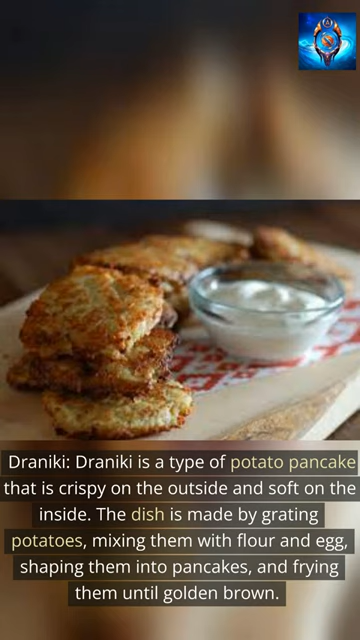 Draniki: Draniki is a type of potato pancake
that is crispy on the outside and soft on the
inside. The dish is made by grating
potatoes, mixing them with flour and egg,
shaping them into pancakes, and frying
them until golden brown.